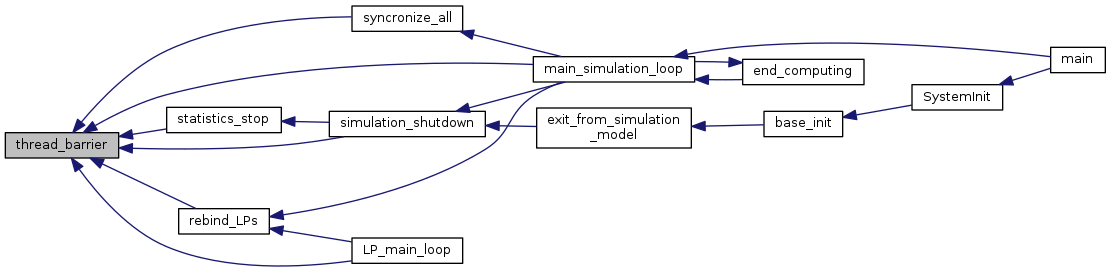 syncronize_all
main_simulation_loop
main
end_computing
SystemInit
statistics_stop
simulation_shutdown
exit_from_simulation
_model
base_init
thread_barrier
rebind_LPs
LP_main_loop